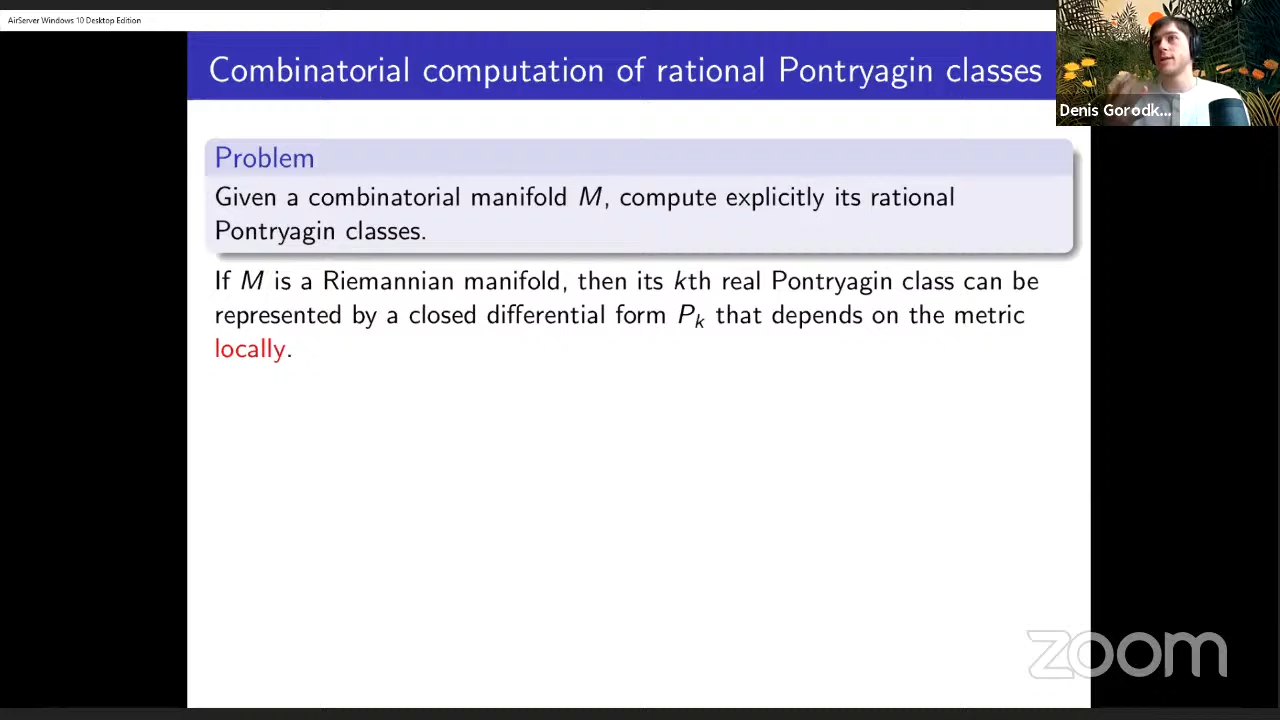 AirServer Windows 10 Desktop Edition
Combinatorial computation of rational Pontryagin classes
Denis Gorodk...
Problem
Given a combinatorial manifold M, compute explicitly its rational
Pontryagin classes.
If M is a Riemannian manifold, then its kth real Pontryagin class can be
represented by a closed differential form Pₖ that depends on the metric
locally.
zoom